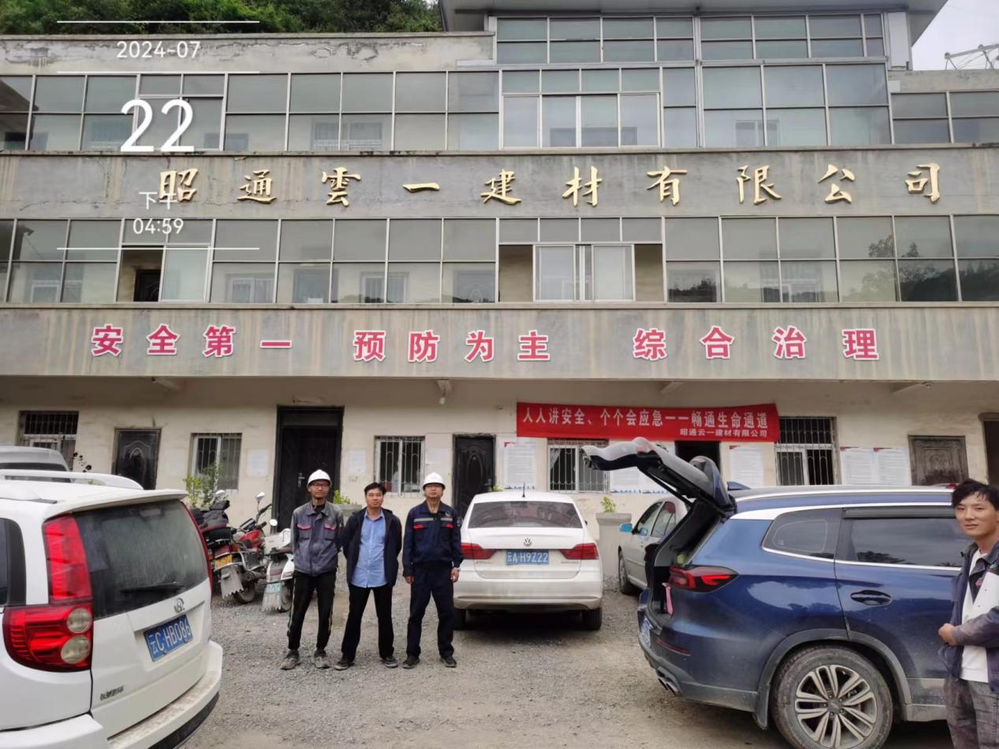 2024-07
22
下午
04:59
昭通雲一建材有限公司
安全第一 预防为主 综合治理
人人讲安全、个个会应急——畅通生命通道
昭通云一建材有限公司
云A H9Z22
云C HB086